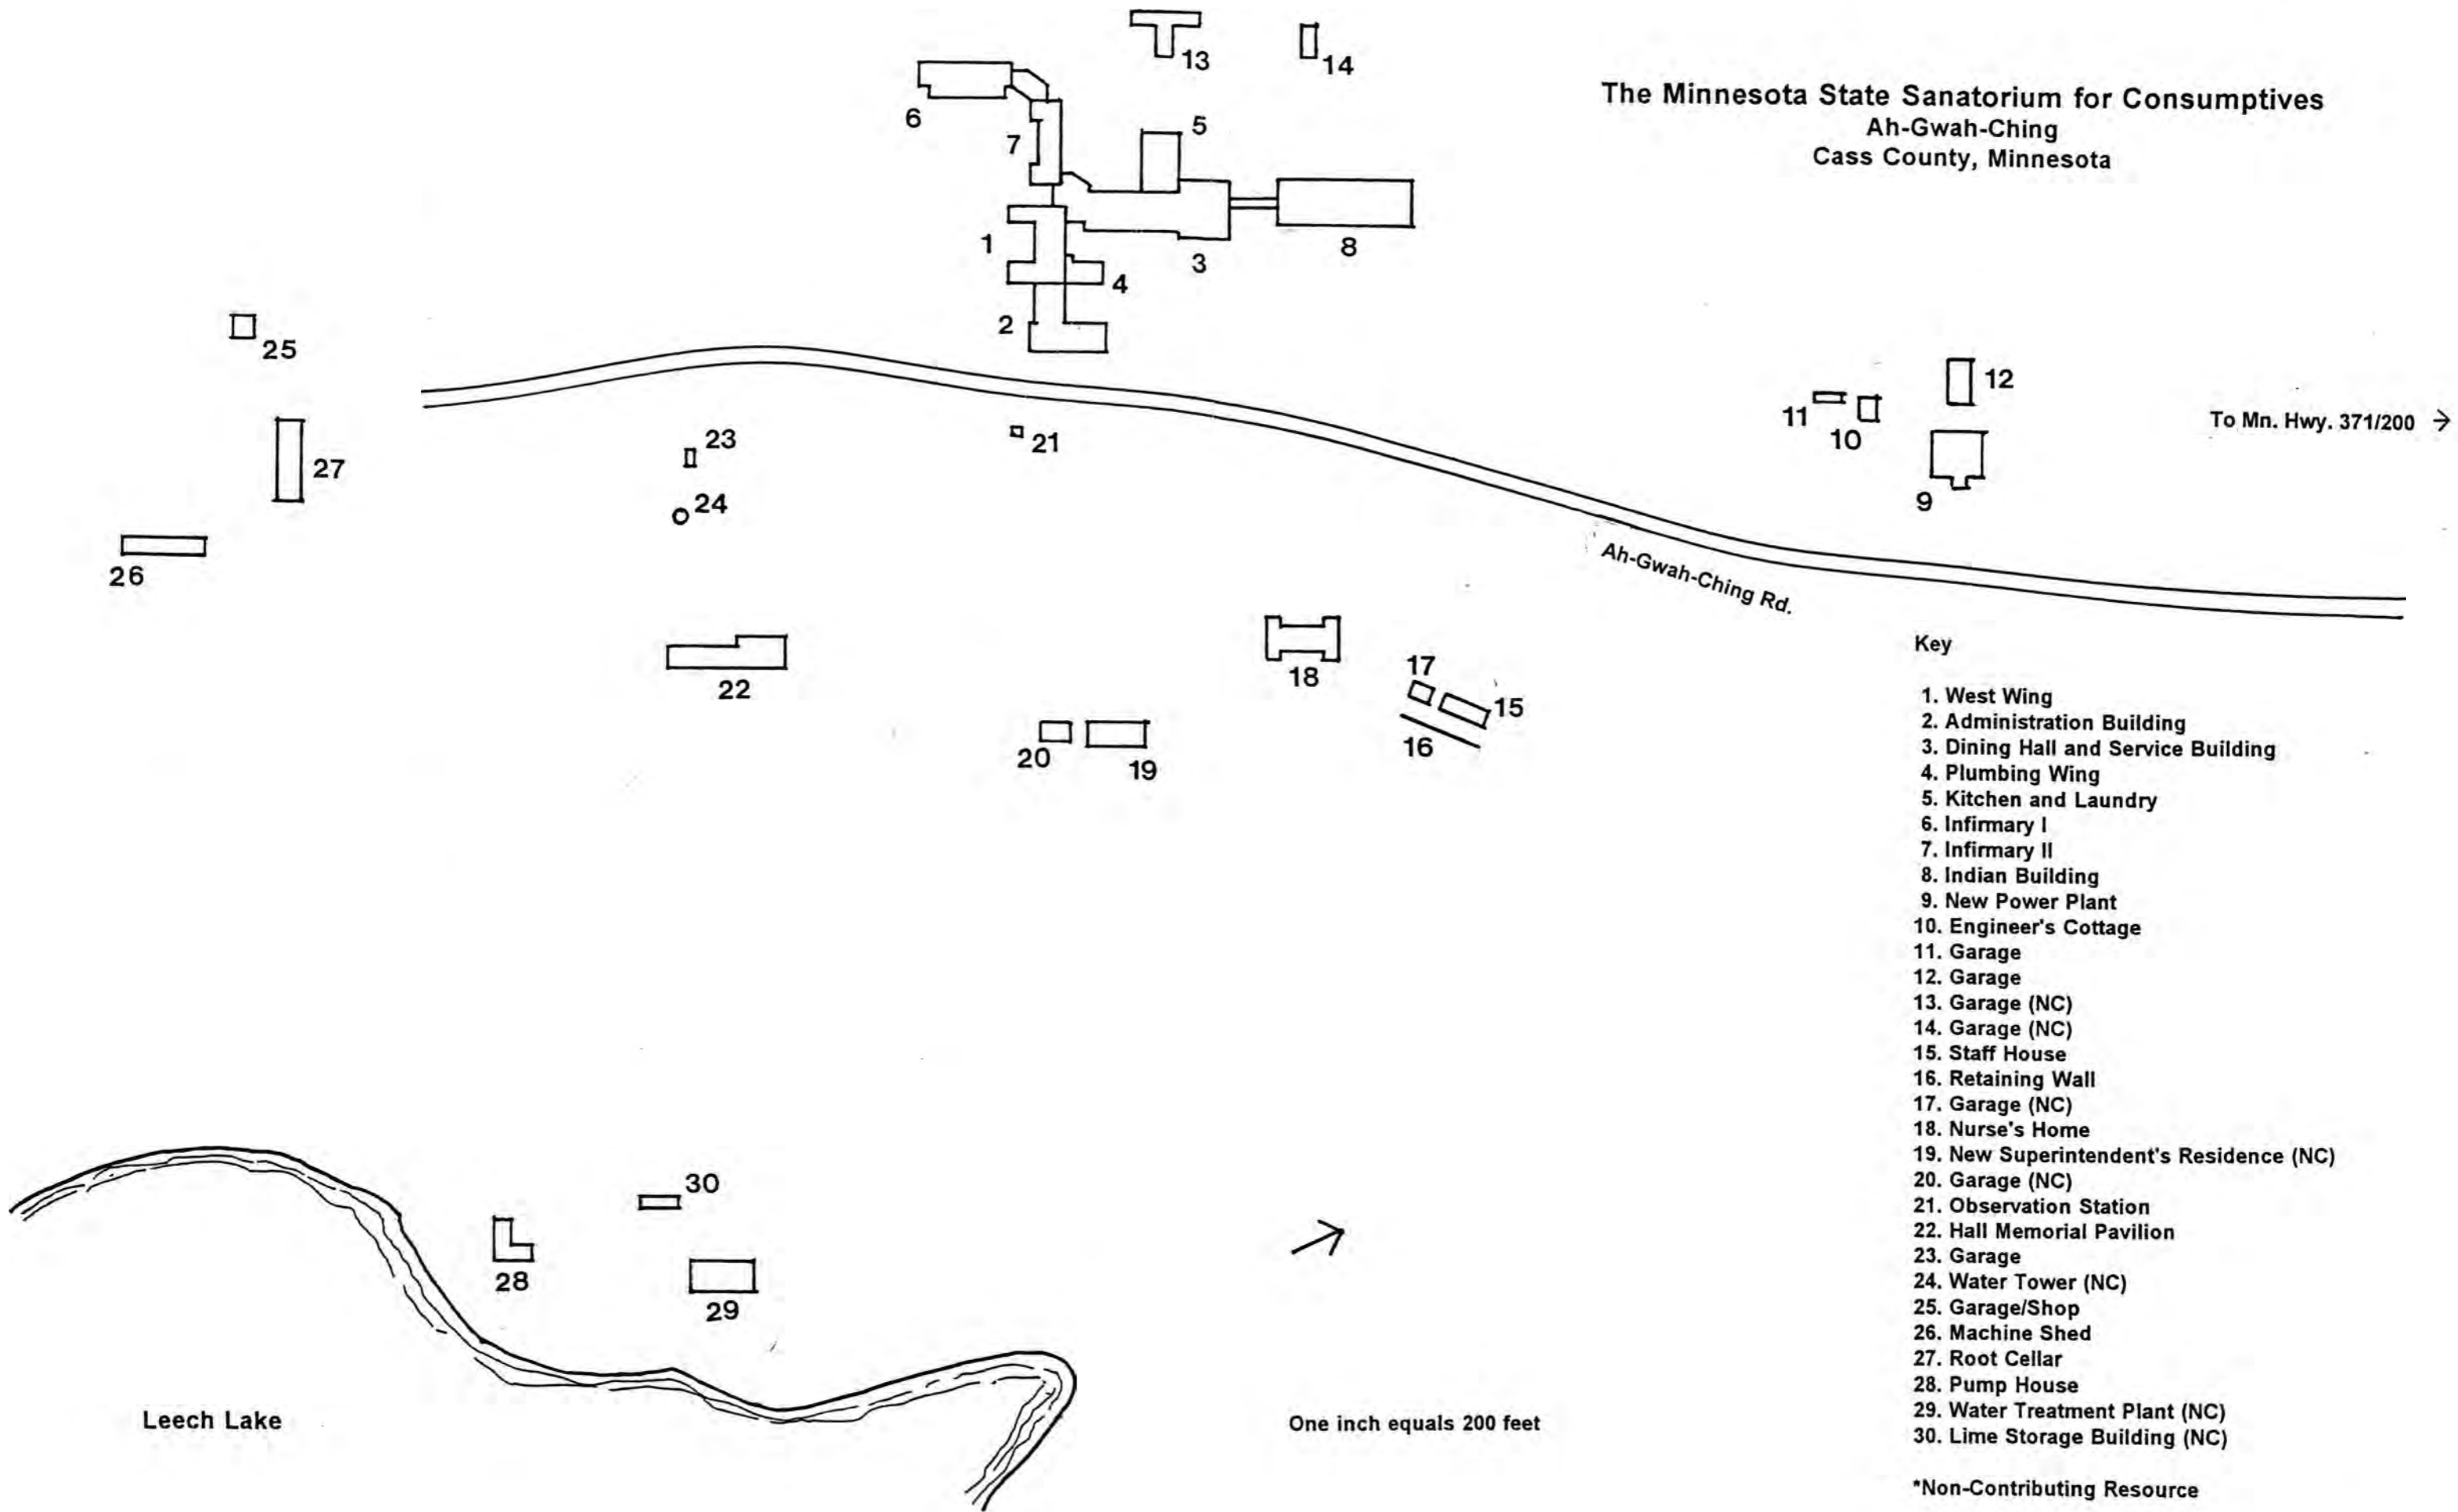 The Minnesota State Sanatorium for Consumptives
Ah-Gwah-Ching
Cass County, Minnesota
13
14
6
5
7
1
8
3
4
2
25
12
11
10
To Mn. Hwy. 371/200 →
23
21
27
9
24
Ah-Gwah-Ching Rd.
26
22
18
17
15
16
20
19
30
28
29
Leech Lake
One inch equals 200 feet
Key
1. West Wing
2. Administration Building
3. Dining Hall and Service Building
4. Plumbing Wing
5. Kitchen and Laundry
6. Infirmary I
7. Infirmary II
8. Indian Building
9. New Power Plant
10. Engineer's Cottage
11. Garage
12. Garage
13. Garage (NC)
14. Garage (NC)
15. Staff House
16. Retaining Wall
17. Garage (NC)
18. Nurse's Home
19. New Superintendent's Residence (NC)
20. Garage (NC)
21. Observation Station
22. Hall Memorial Pavilion
23. Garage
24. Water Tower (NC)
25. Garage/Shop
26. Machine Shed
27. Root Cellar
28. Pump House
29. Water Treatment Plant (NC)
30. Lime Storage Building (NC)
*Non-Contributing Resource